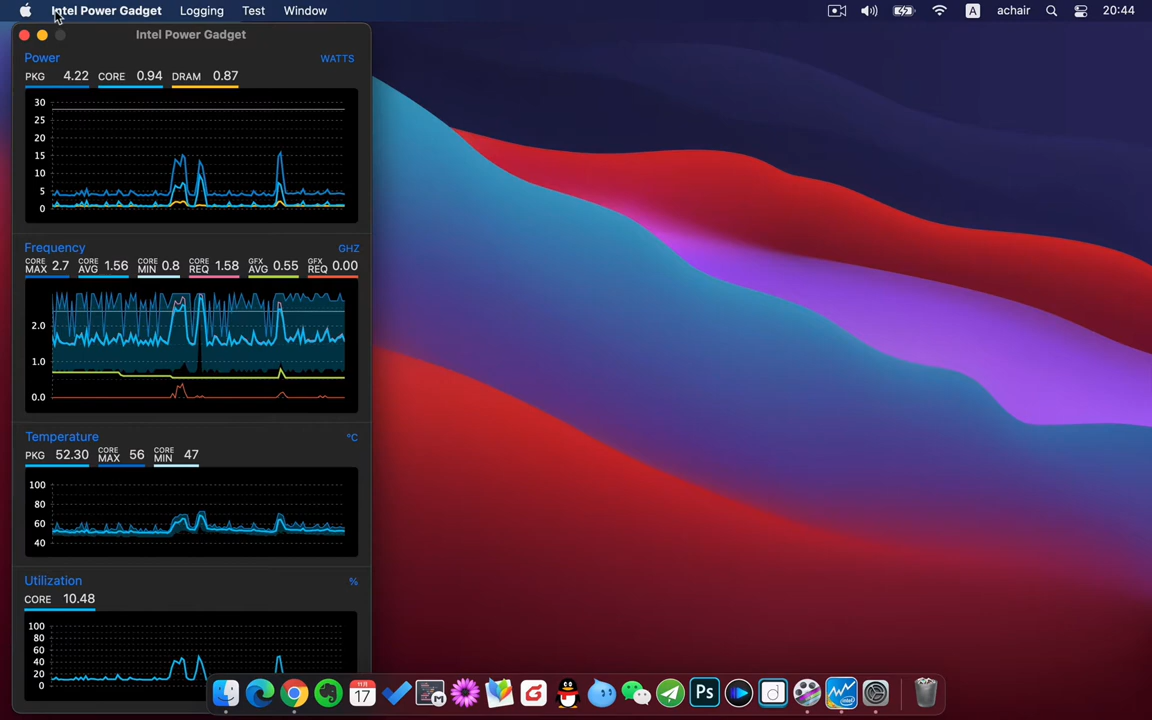 Intel Power Gadget Logging Test Window A achair 20:44
Intel Power Gadget
Power WATTS
PKG 4.22 CORE 0.94 DRAM 0.87
30
25
20
15
10
5
0
Frequency GHZ
CORE MAX 2.7 CORE AVG 1.56 CORE MIN 0.8 CORE REQ 1.58 GFX AVG 0.55 GFX REQ 0.00
2.0
1.0
0.0
Temperature °C
PKG 52.30 CORE MAX 56 CORE MIN 47
100
80
60
40
Utilization %
CORE 10.48
100
80
60
40
20
0
17
Ps
d